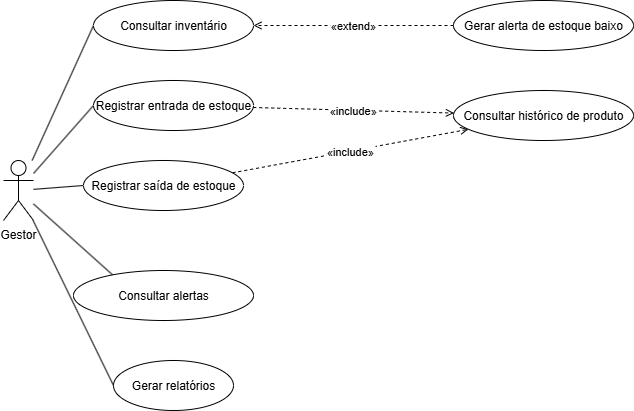 Consultar inventário
«extend»
Gerar alerta de estoque baixo
Registrar entrada de estoque
«include»
Consultar histórico de produto
«include»
Registrar saída de estoque
Gestor
Consultar alertas
Gerar relatórios